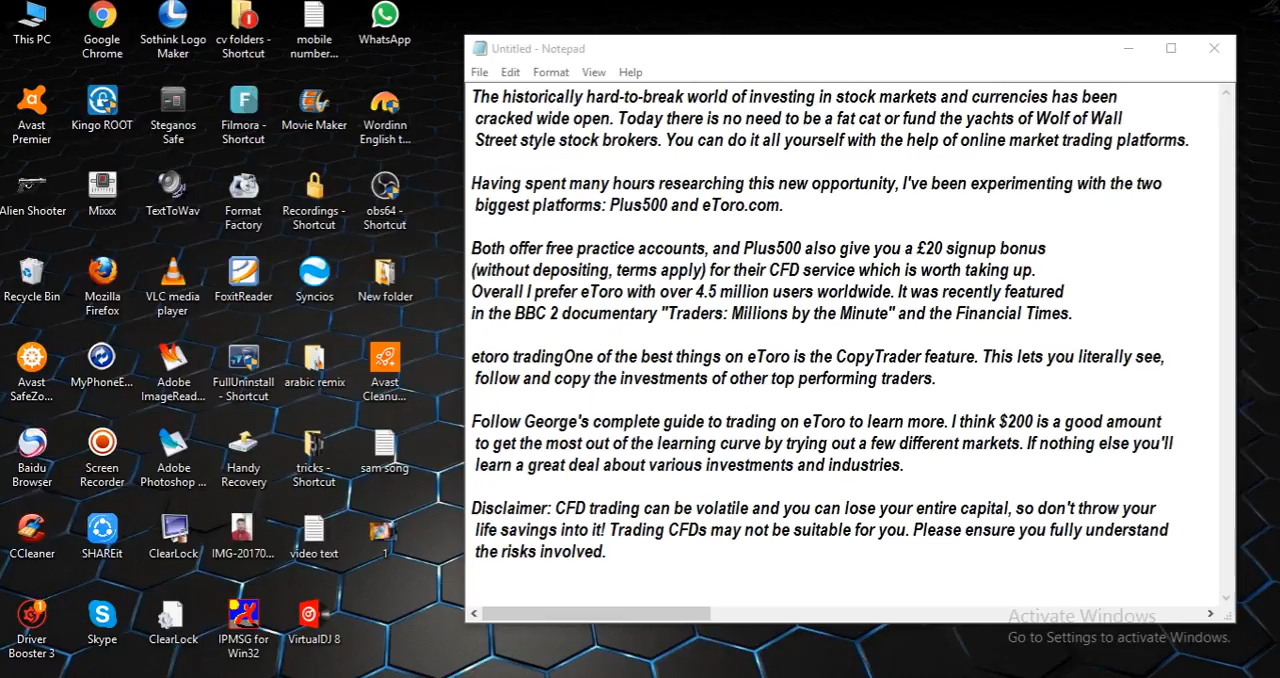 This PC
Google Chrome
Sothink Logo Maker
cv folders - Shortcut
mobile number...
WhatsApp
Avast Premier
Kingo ROOT
Steganos Safe
Filmora - Shortcut
Movie Maker
Wordinn English t...
Alien Shooter
Mixxx
TextToWav
Format Factory
Recordings - Shortcut
obs64 - Shortcut
Recycle Bin
Mozilla Firefox
VLC media player
FoxitReader
Syncios
New folder
Avast SafeZo...
MyPhoneE...
Adobe ImageRead...
FullUninstall - Shortcut
arabic remix
Avast Cleanu...
Baidu Browser
Screen Recorder
Adobe Photoshop ...
Handy Recovery
tricks - Shortcut
sam song
CCleaner
SHAREit
ClearLock
IMG-20170...
video text
1
Driver Booster 3
Skype
ClearLock
IPMSG for Win32
VirtualDJ 8
Untitled - Notepad
File Edit Format View Help
The historically hard-to-break world of investing in stock markets and currencies has been
cracked wide open. Today there is no need to be a fat cat or fund the yachts of Wolf of Wall
Street style stock brokers. You can do it all yourself with the help of online market trading platforms.
Having spent many hours researching this new opportunity, I've been experimenting with the two
biggest platforms: Plus500 and eToro.com.
Both offer free practice accounts, and Plus500 also give you a £20 signup bonus
(without depositing, terms apply) for their CFD service which is worth taking up.
Overall I prefer eToro with over 4.5 million users worldwide. It was recently featured
in the BBC 2 documentary "Traders: Millions by the Minute" and the Financial Times.
etoro tradingOne of the best things on eToro is the CopyTrader feature. This lets you literally see,
follow and copy the investments of other top performing traders.
Follow George's complete guide to trading on eToro to learn more. I think $200 is a good amount
to get the most out of the learning curve by trying out a few different markets. If nothing else you'll
learn a great deal about various investments and industries.
Disclaimer: CFD trading can be volatile and you can lose your entire capital, so don't throw your
life savings into it! Trading CFDs may not be suitable for you. Please ensure you fully understand
the risks involved.
Activate Windows
Go to Settings to activate Windows.